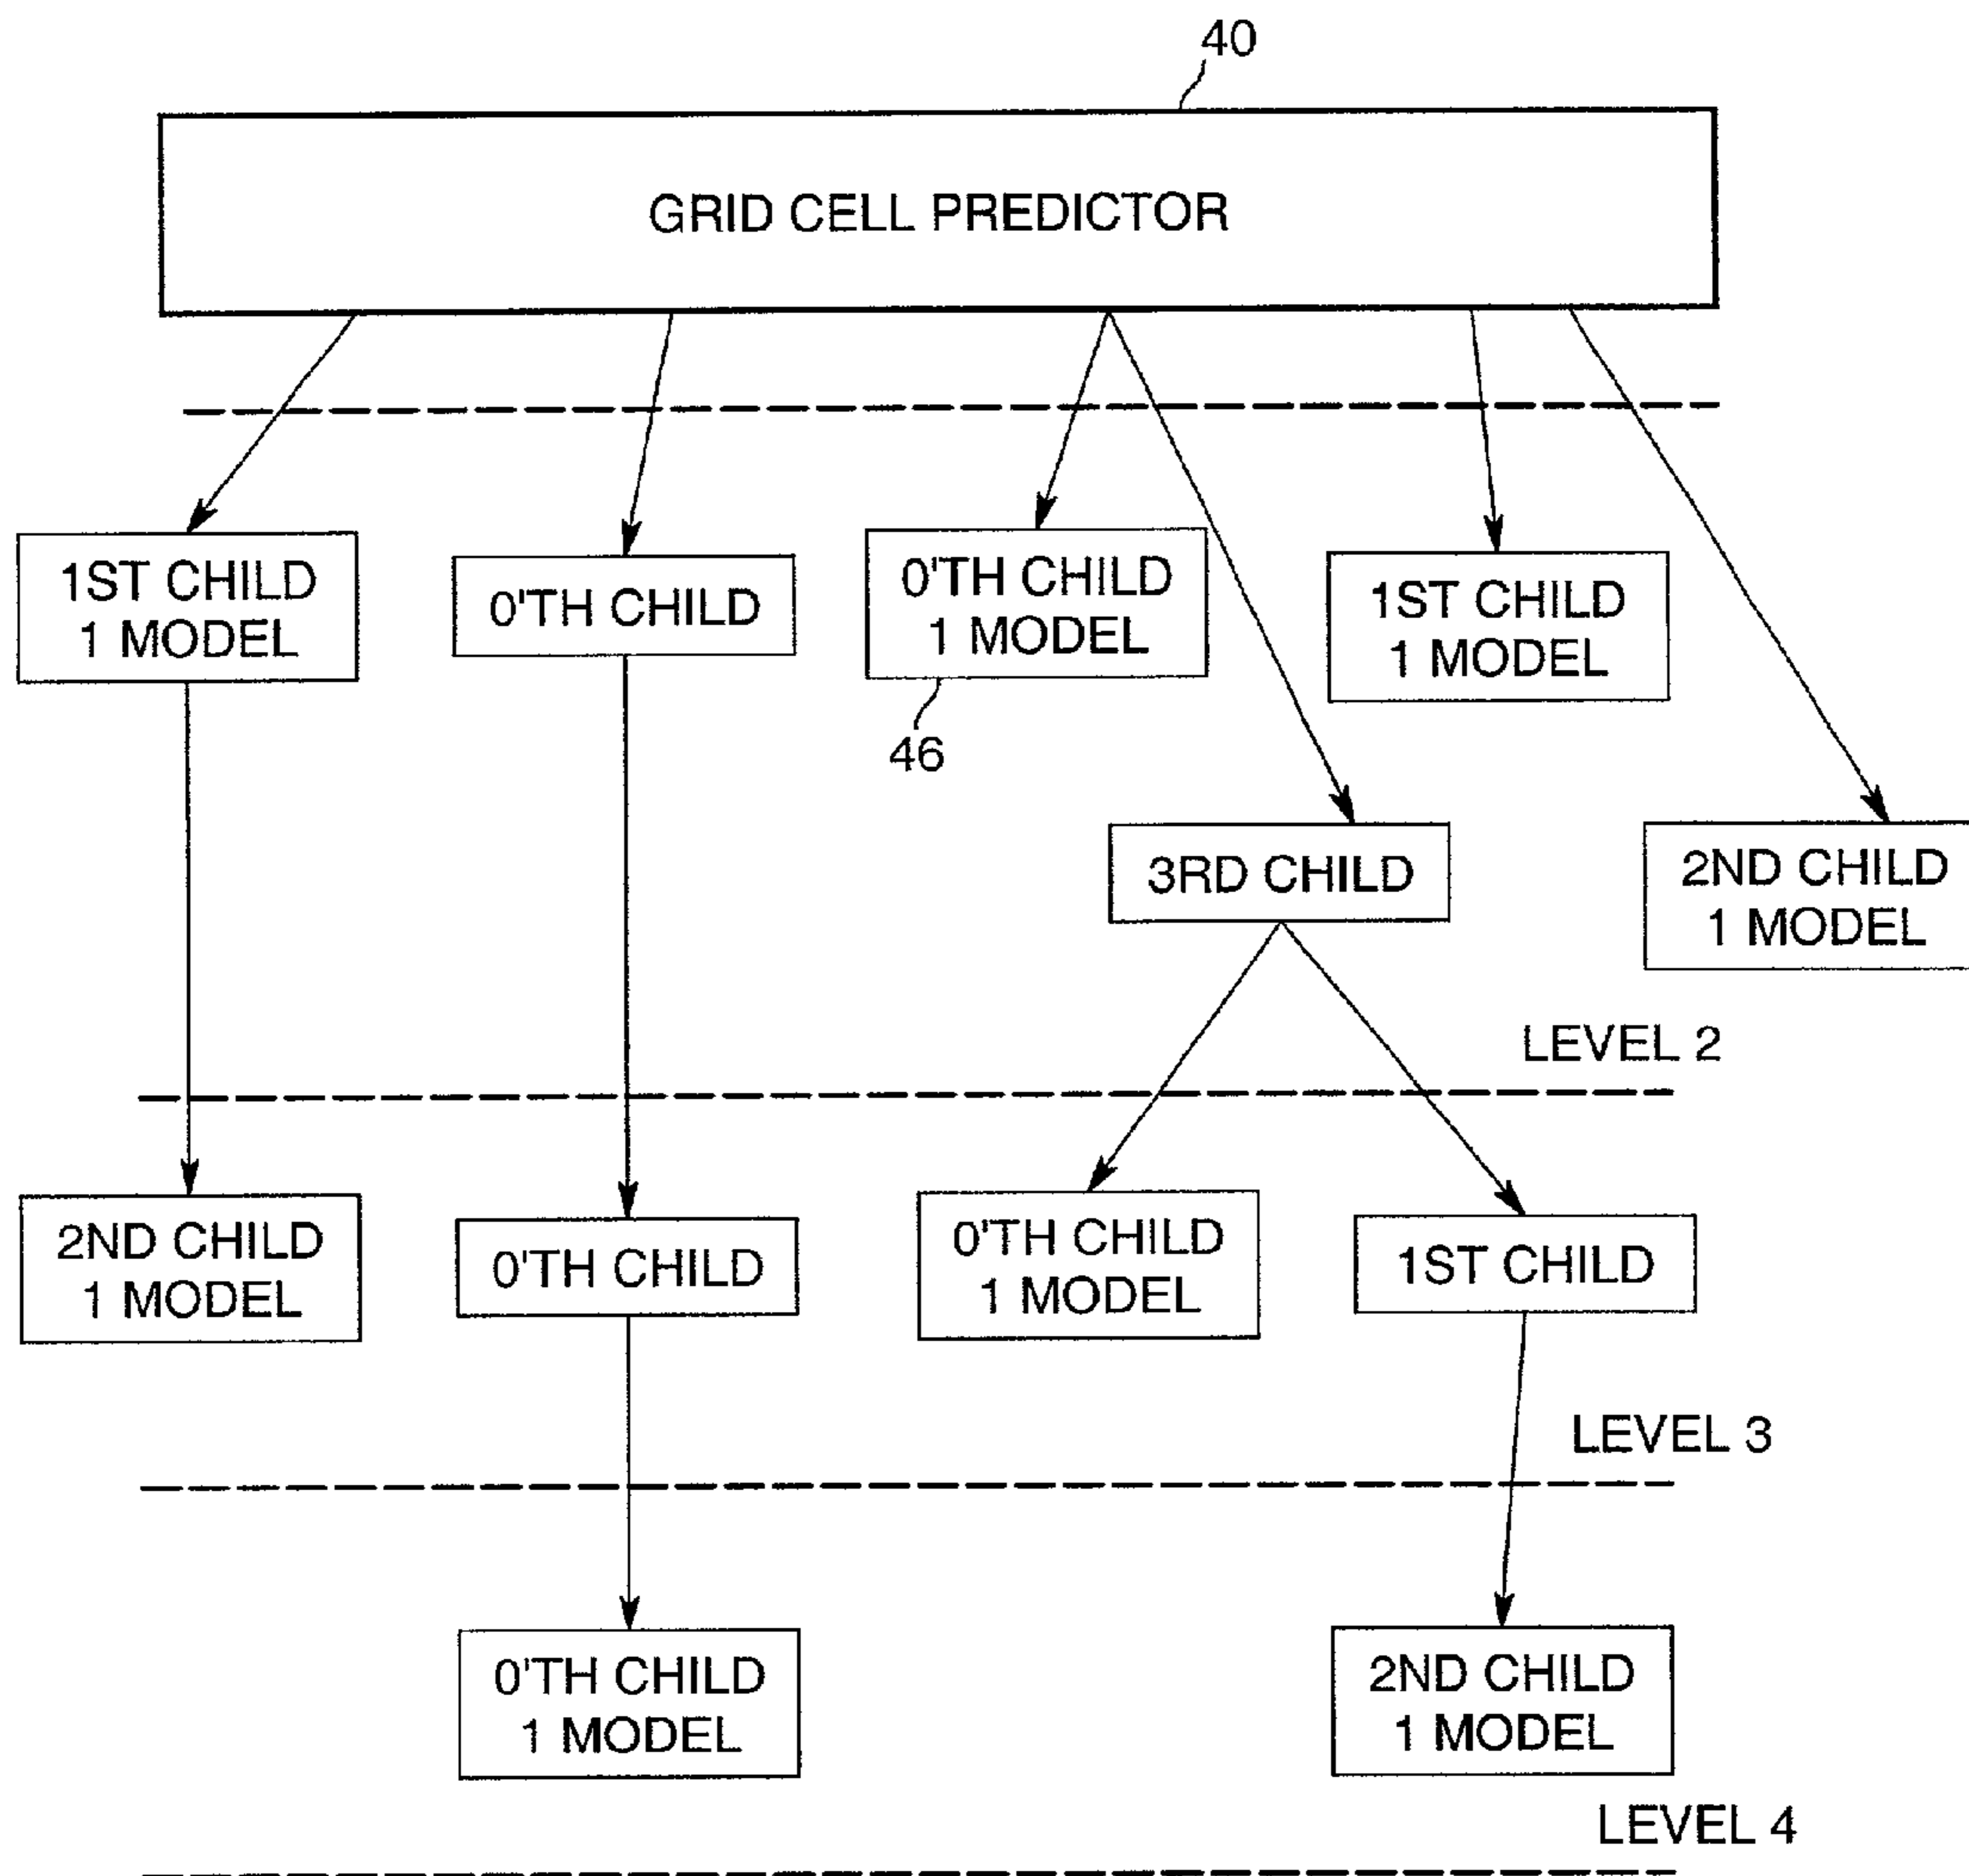 40
GRID CELL PREDICTOR
1ST CHILD
1 MODEL
0'TH CHILD
0'TH CHILD
1 MODEL
1ST CHILD
1 MODEL
46
3RD CHILD
2ND CHILD
1 MODEL
LEVEL 2
2ND CHILD
1 MODEL
0'TH CHILD
0'TH CHILD
1 MODEL
1ST CHILD
LEVEL 3
0'TH CHILD
1 MODEL
2ND CHILD
1 MODEL
LEVEL 4